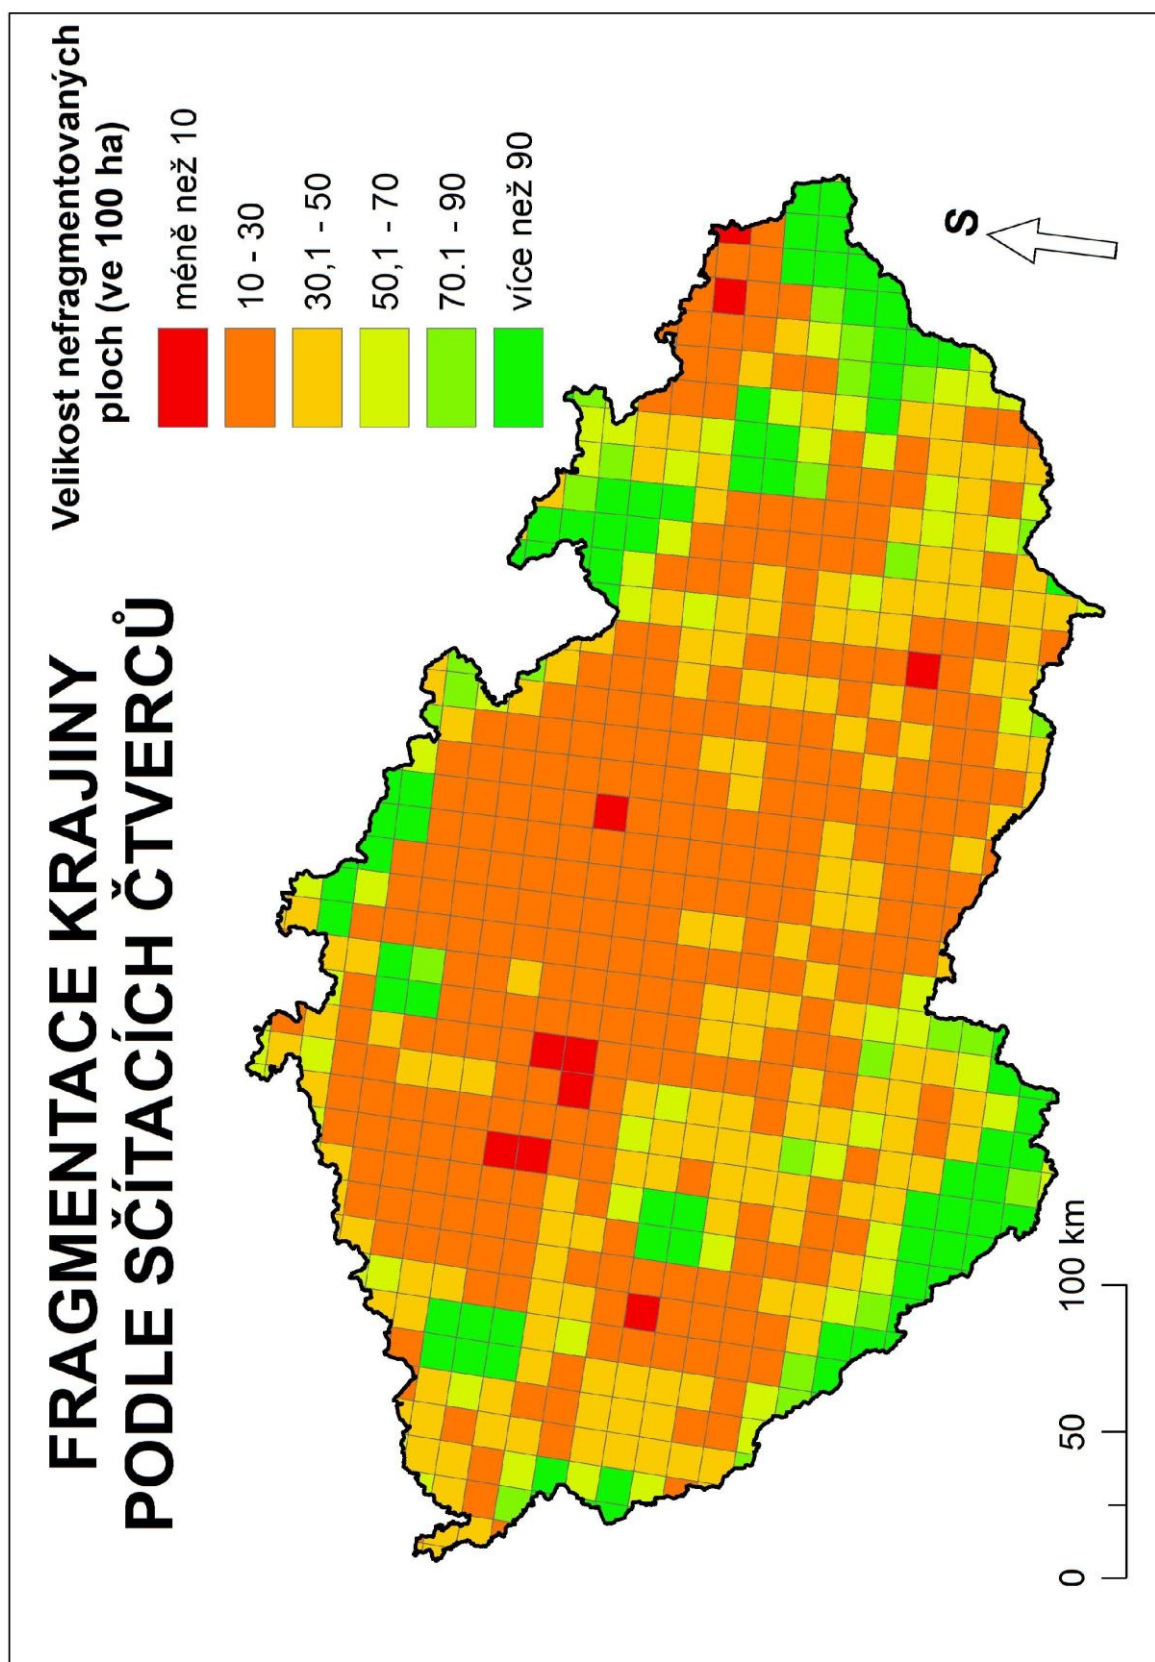 FRAGMENTACE KRAJINY
PODLE SČÍTACÍCH ČTVERCŮ
Velikost nefragmentovaných
ploch (ve 100 ha)
méně než 10
10 - 30
30,1 - 50
50,1 - 70
70.1 - 90
více než 90
S
0 50 100 km